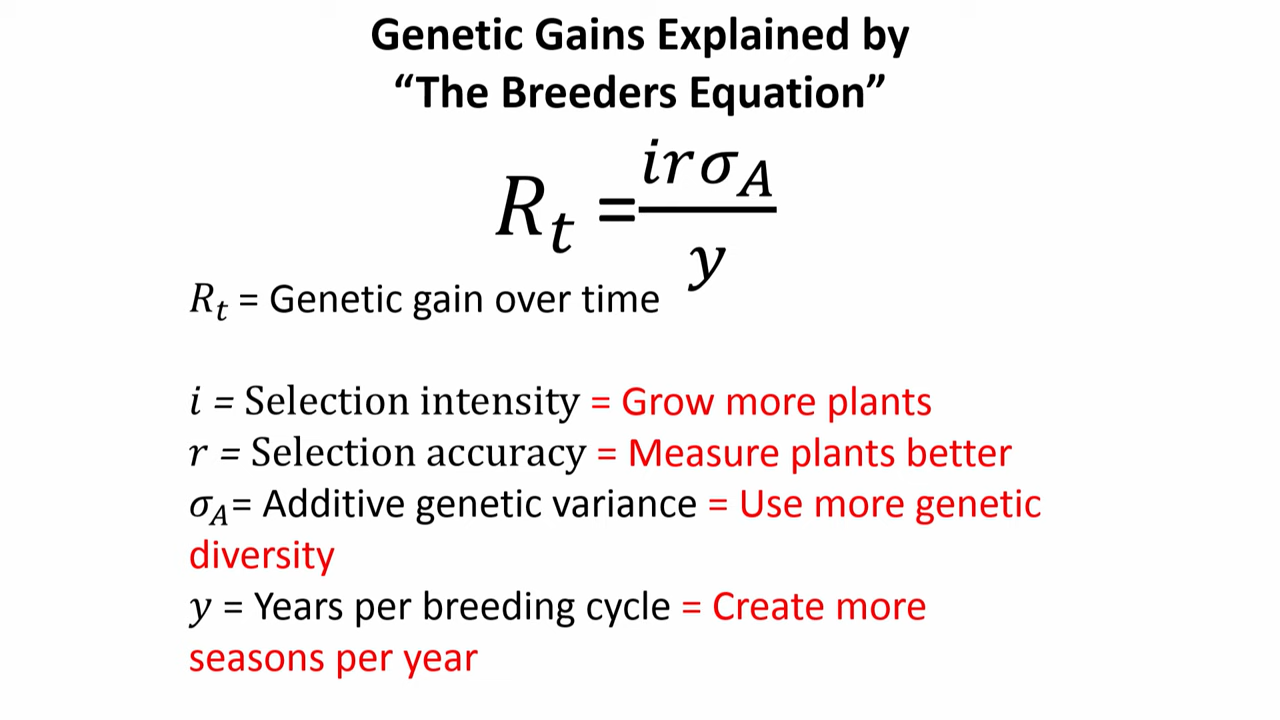 Genetic Gains Explained by
“The Breeders Equation”
R_t = irσ_A / y
R_t = Genetic gain over time
i = Selection intensity = Grow more plants
r = Selection accuracy = Measure plants better
σ_A= Additive genetic variance = Use more genetic
diversity
y = Years per breeding cycle = Create more
seasons per year